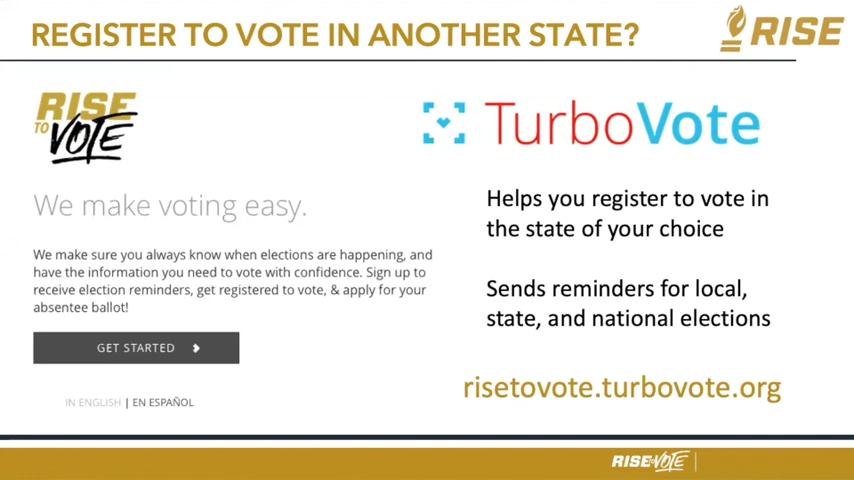 REGISTER TO VOTE IN ANOTHER STATE?
RISE
RISE
TO
VOTE
TurboVote
We make voting easy.
We make sure you always know when elections are happening, and
have the information you need to vote with confidence. Sign up to
receive election reminders, get registered to vote, & apply for your
absentee ballot!
GET STARTED
IN ENGLISH | EN ESPAÑOL
Helps you register to vote in
the state of your choice
Sends reminders for local,
state, and national elections
risetovote.turbovote.org
RISE TO VOTE